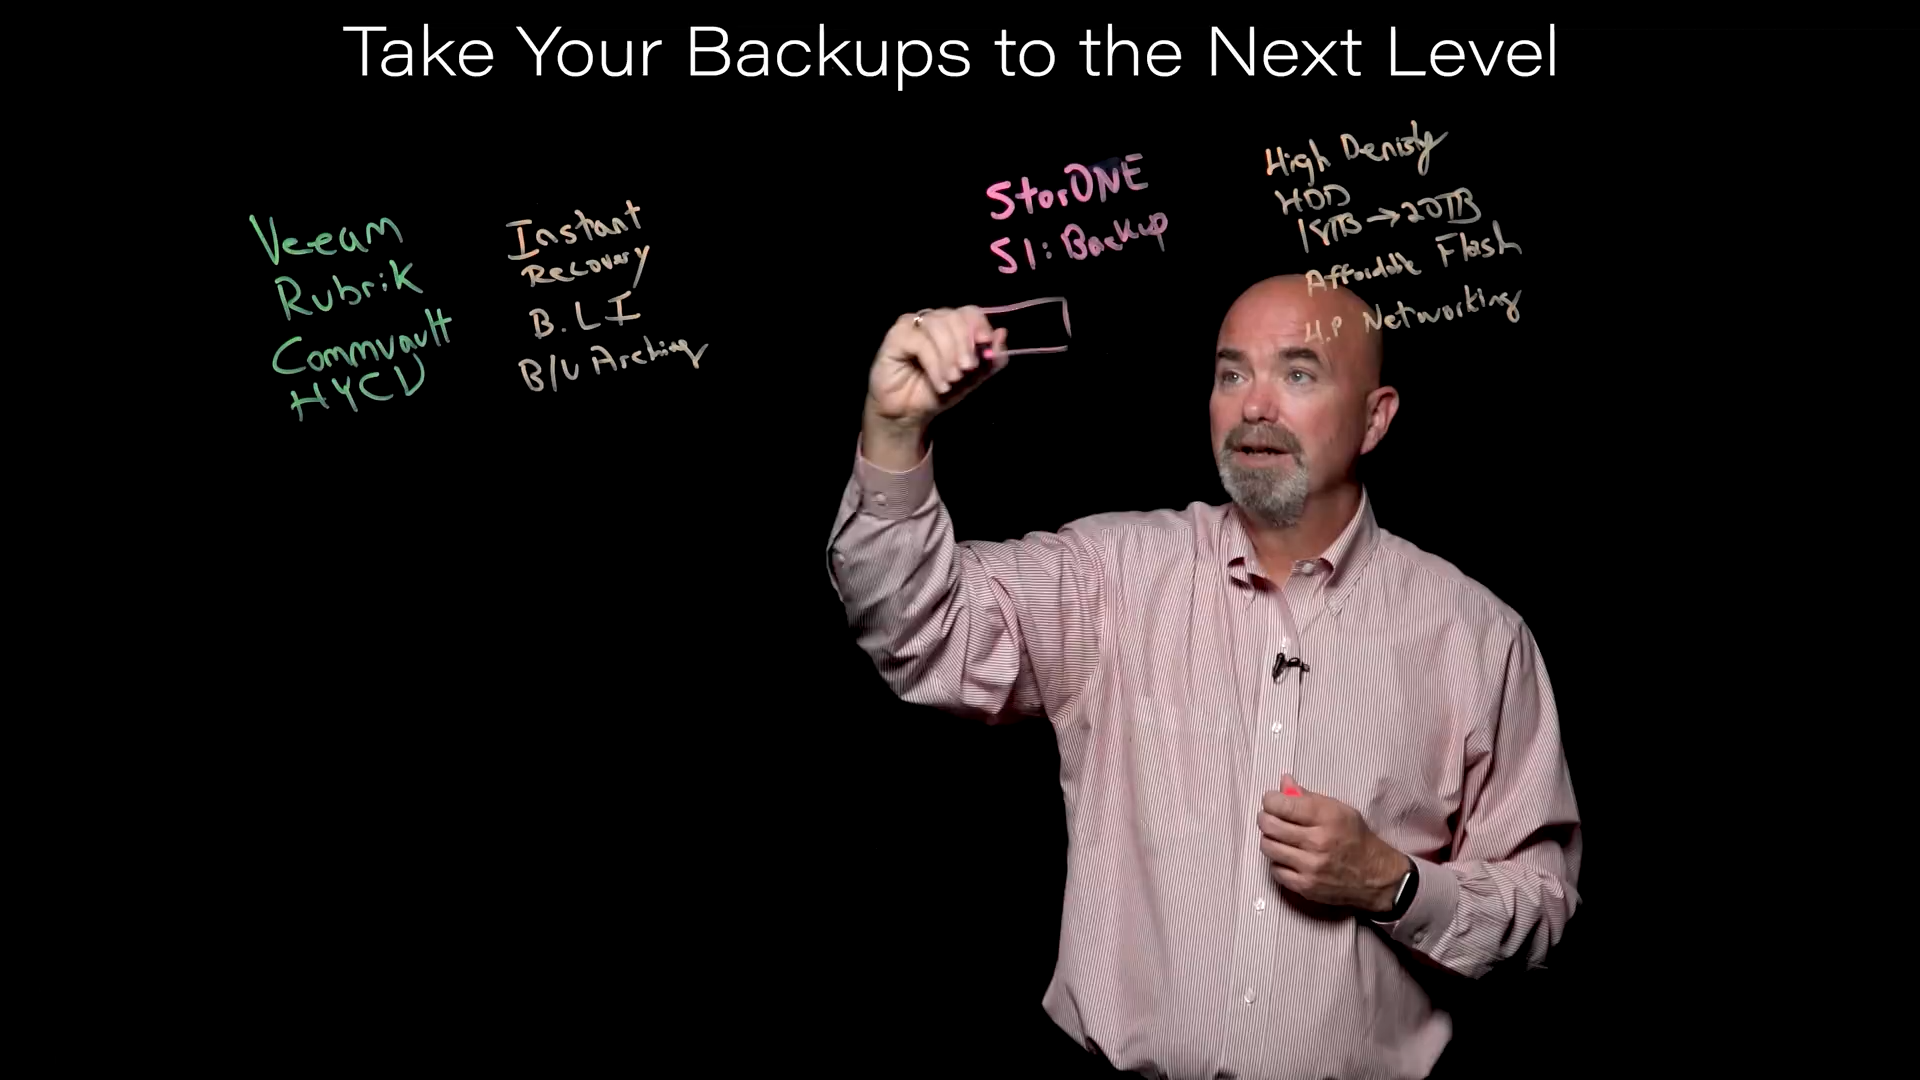 Take Your Backups to the Next Level
Veeam
Rubrik
Commvault
HYCU
Instant
Recovery
B.L I
B/U Archiving
StorONE
S1:Backup
High Denisty
HDD
18TB→20TB
Affordable Flash
H.P Networking